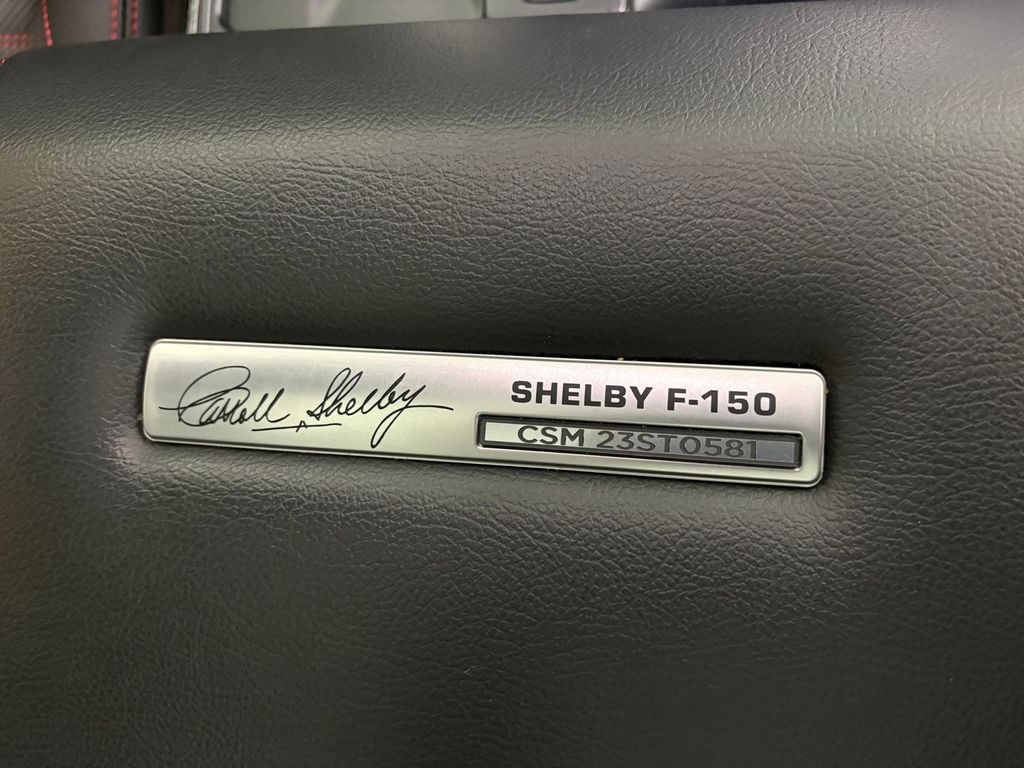 Carroll Shelby
SHELBY F-150
CSM 23ST0581